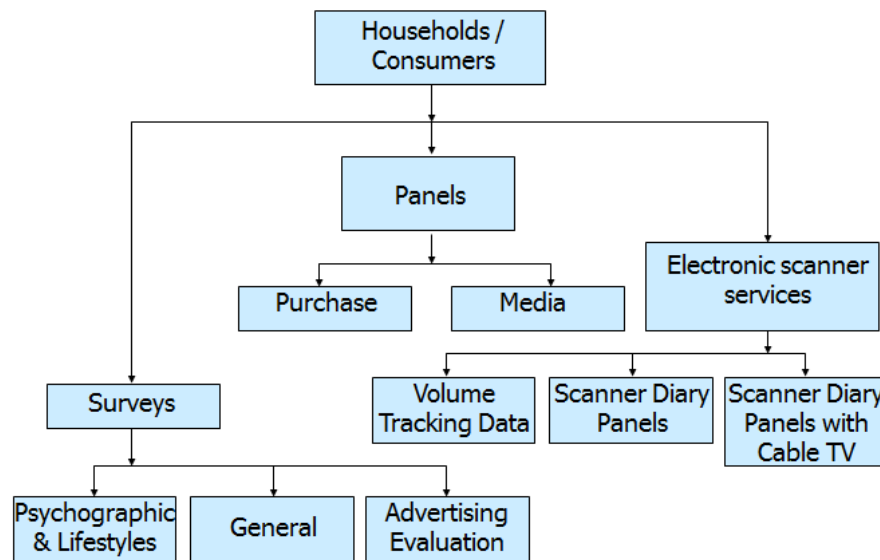 Households /
Consumers
Panels
Electronic scanner
services
Purchase
Media
Surveys
Volume
Tracking Data
Scanner Diary
Panels
Scanner Diary
Panels with
Cable TV
Psychographic
& Lifestyles
General
Advertising
Evaluation